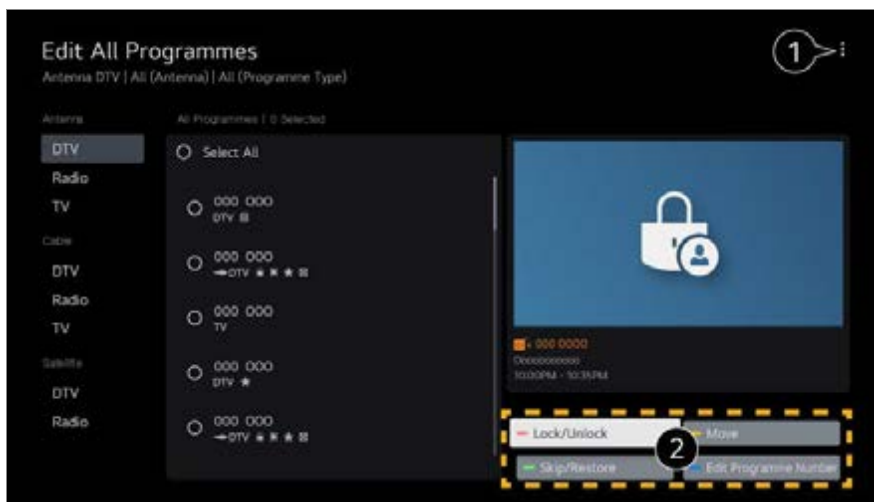 Edit All Programmes
Antenna DTV | All (Antenna) | All (Programme Type)
1
Antenna
All Programmes | 0 Selected
DTV
Radio
TV
Cable
DTV
Radio
TV
Satellite
DTV
Radio
Select All
000 000
DTV
000 000
DTV
000 000
TV
000 000
DTV
000 000
DTV
000 0000
Oooooooooooo
10:00PM - 10:35PM
Lock/Unlock
Move
2
Skip/Restore
Edit Programme Number